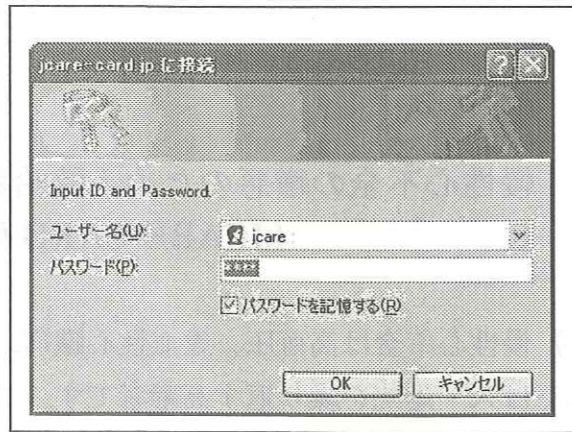 jcare-card.jp に接続
Input ID and Password.
ユーザー名(U):
jcare
パスワード(P):
****
パスワードを記憶する(R)
OK
キャンセル